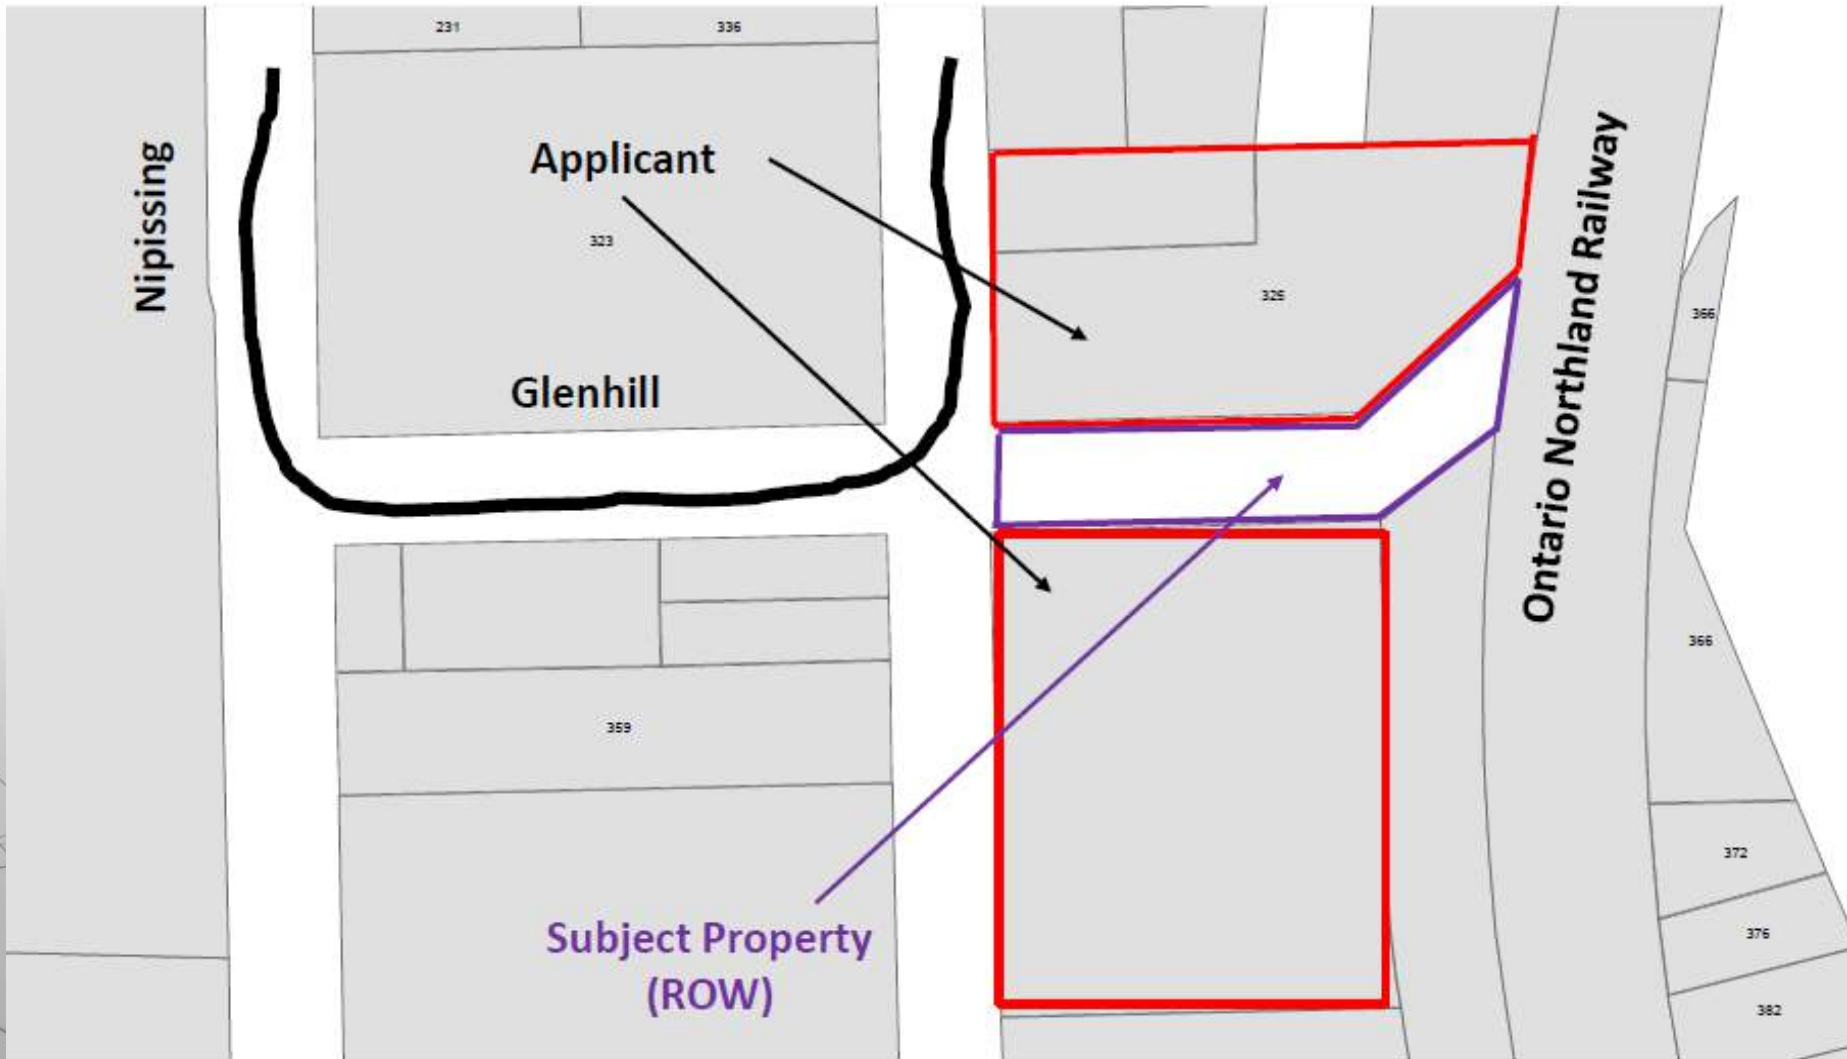 231
336
Applicant
Nipissing
323
325
Ontario Northland Railway
366
Glenhill
366
359
372
Subject Property
(ROW)
376
382